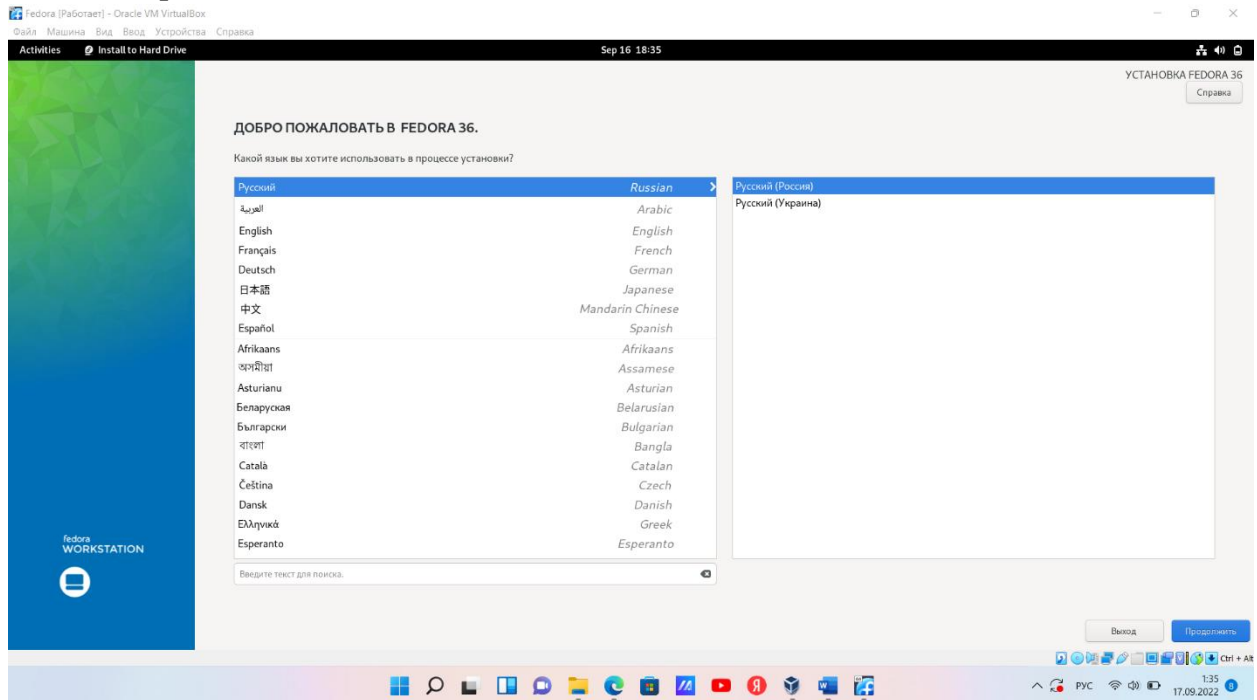 Fedora [Работает] - Oracle VM VirtualBox
Файл Машина Вид Ввод Устройства Справка
Activities Install to Hard Drive Sep 16 18:35
УСТАНОВКА FEDORA 36
Справка
ДОБРО ПОЖАЛОВАТЬ В FEDORA 36.
Какой язык вы хотите использовать в процессе установки?
Русский Russian Русский (Россия)
العربية Arabic Русский (Украина)
English English
Français French
Deutsch German
日本語 Japanese
中文 Mandarin Chinese
Español Spanish
Afrikaans Afrikaans
অসমীয়া Assamese
Asturianu Asturian
Беларуская Belarusian
Български Bulgarian
বাংলা Bangla
Català Catalan
Čeština Czech
Dansk Danish
Ελληνικά Greek
Esperanto Esperanto
fedora
WORKSTATION
Введите текст для поиска.
Выход Продолжить
Ctrl + Alt
РУС 1:35
17.09.2022 8